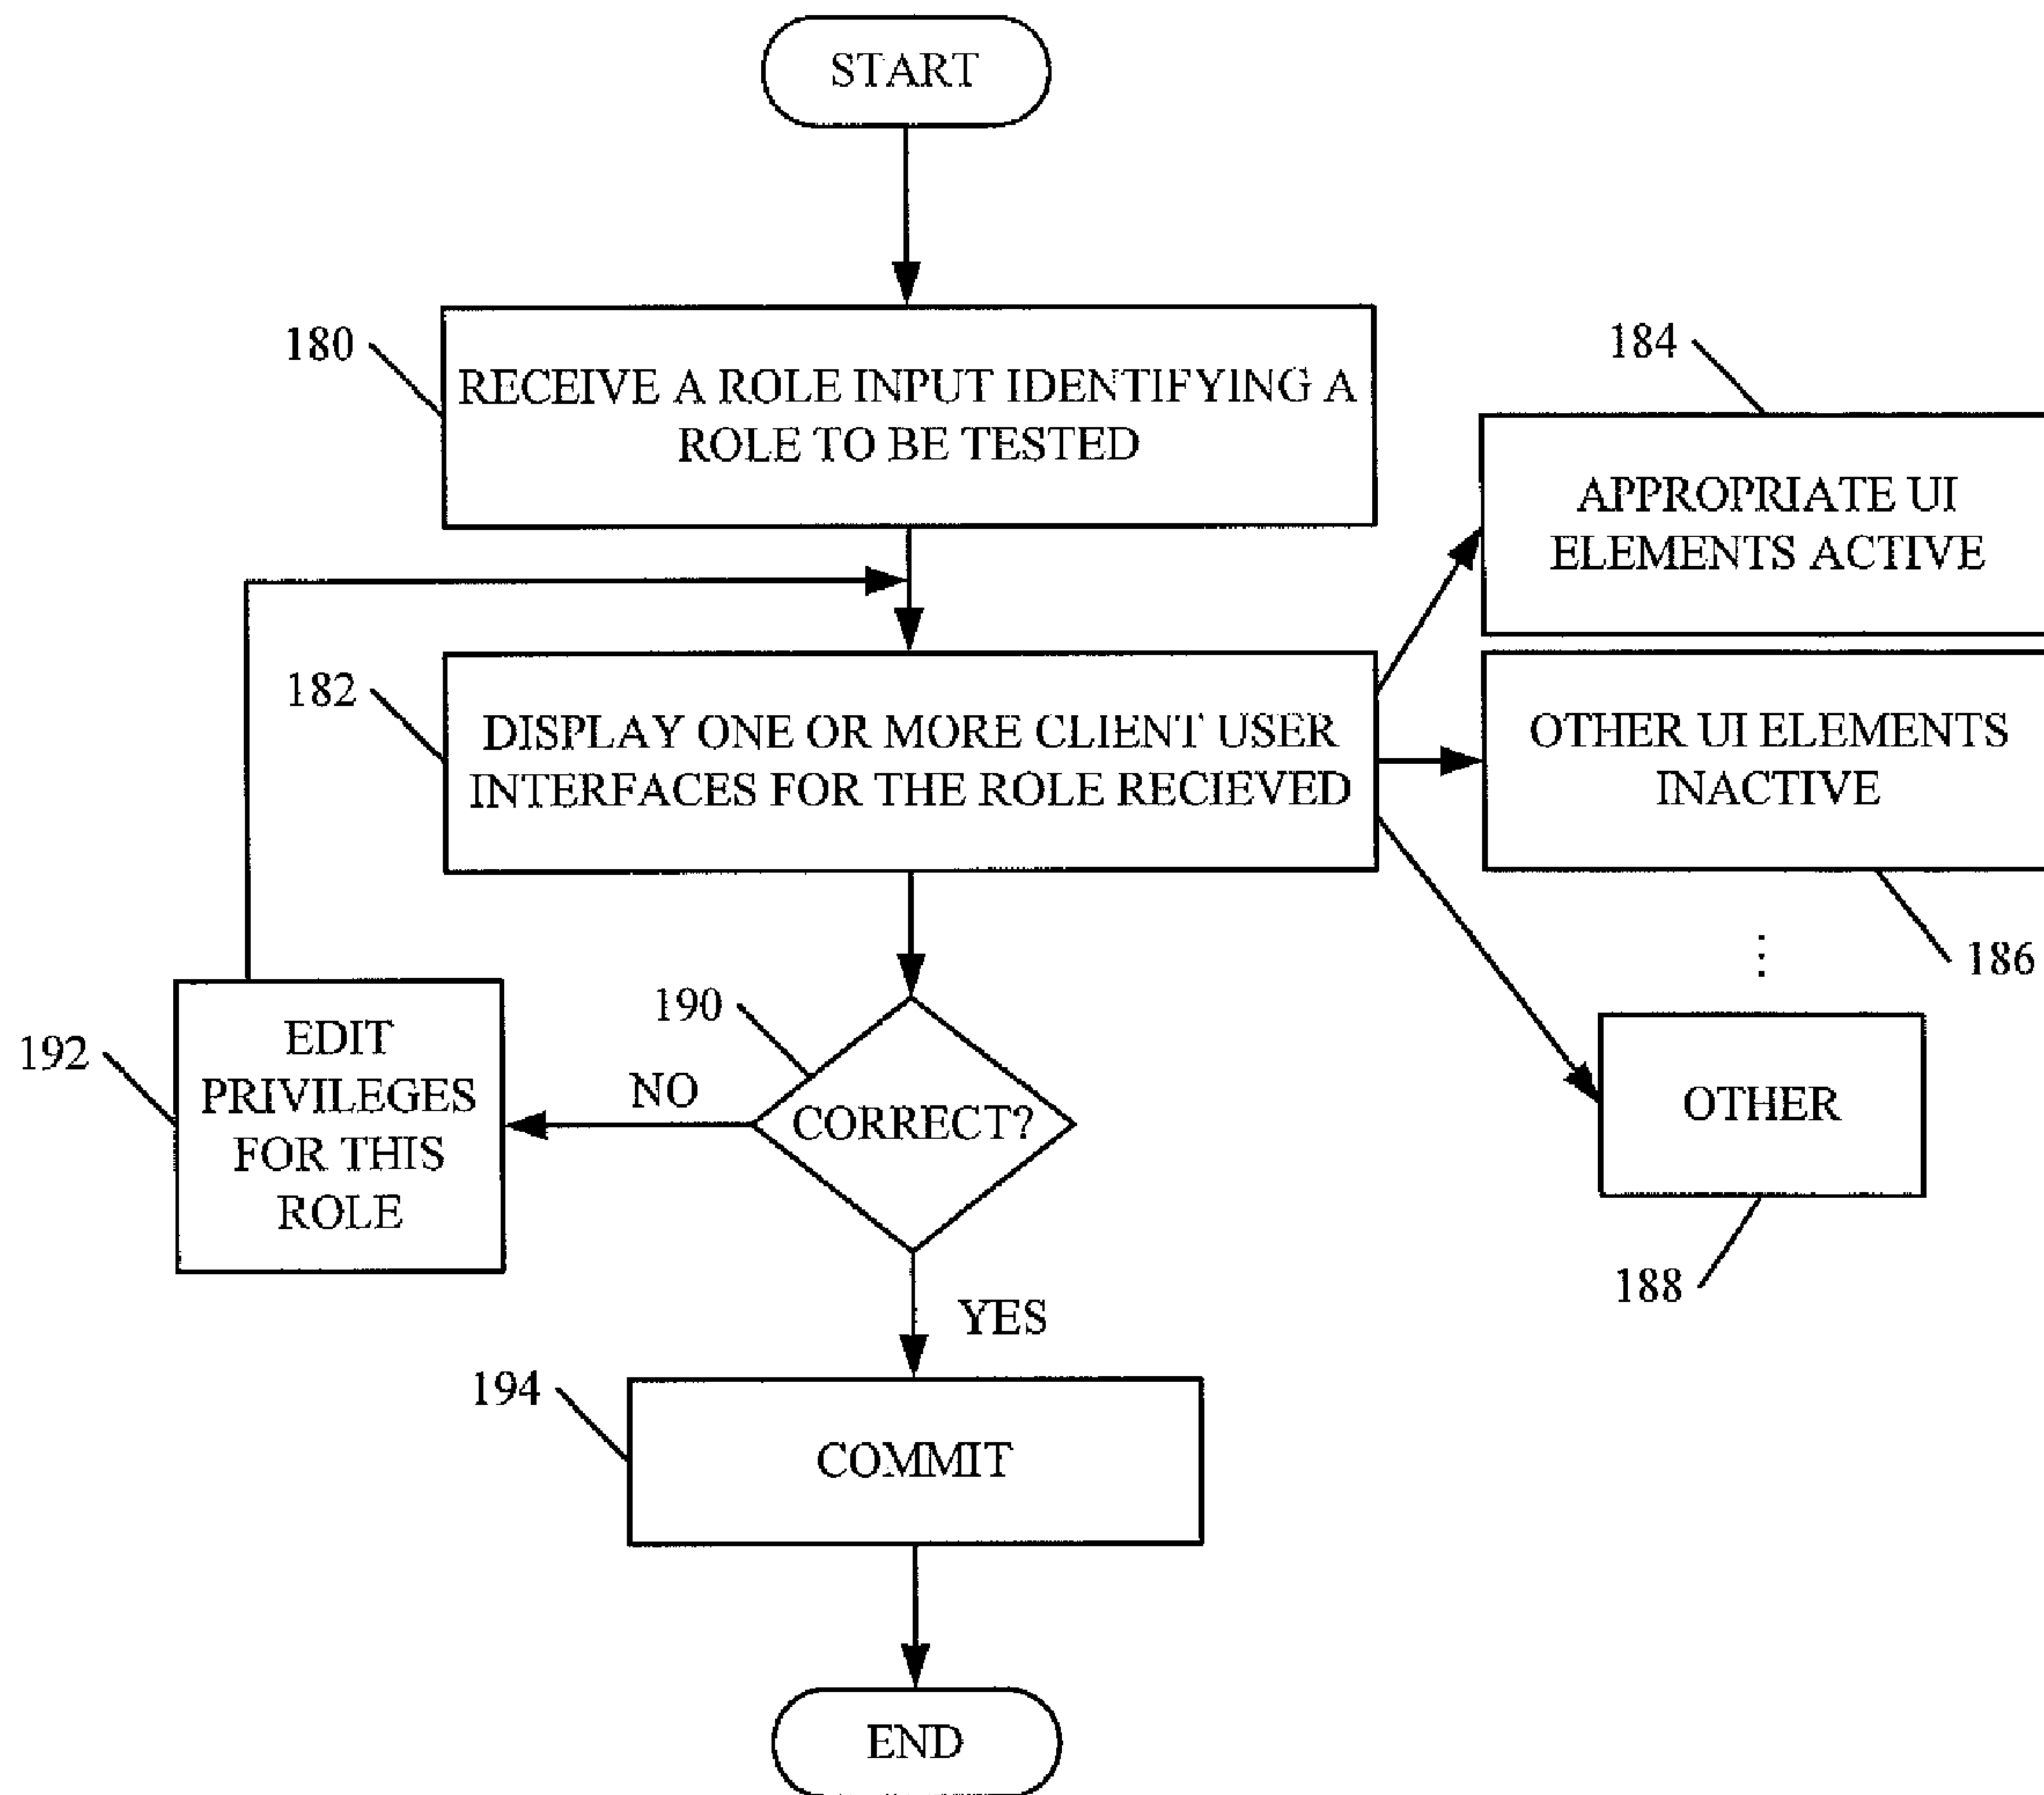 START
180
RECEIVE A ROLE INPUT IDENTIFYING A
ROLE TO BE TESTED
184
APPROPRIATE UI
ELEMENTS ACTIVE
182
DISPLAY ONE OR MORE CLIENT USER
INTERFACES FOR THE ROLE RECIEVED
OTHER UI ELEMENTS
INACTIVE
186
⋮
OTHER
188
190
CORRECT?
NO
192
EDIT
PRIVILEGES
FOR THIS
ROLE
YES
194
COMMIT
END